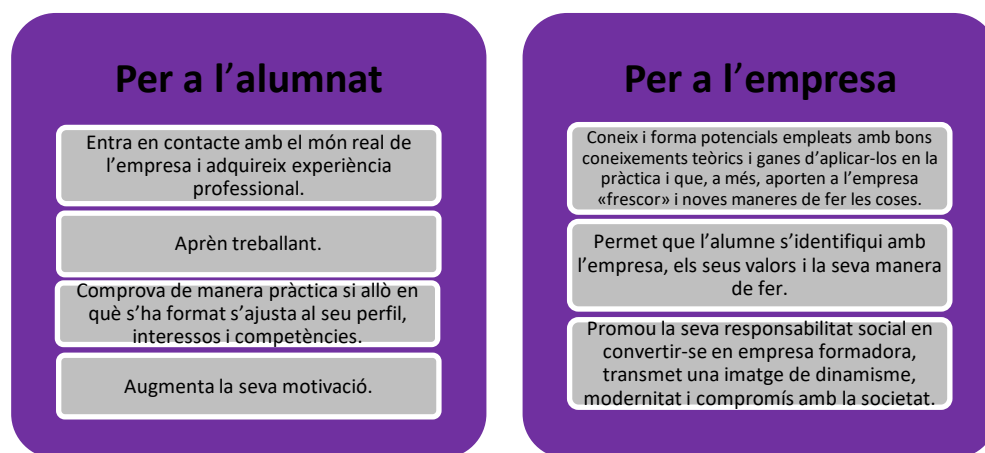 Per a l’alumnat
Entra en contacte amb el món real de
l’empresa i adquireix experiència
professional.
Aprèn treballant.
Comprova de manera pràctica si allò en
què s’ha format s’ajusta al seu perfil,
interessos i competències.
Augmenta la seva motivació.
Per a l’empresa
Coneix i forma potencials empleats amb bons
coneixements teòrics i ganes d’aplicar-los en la
pràctica i que, a més, aporten a l’empresa
«frescor» i noves maneres de fer les coses.
Permet que l’alumne s’identifiqui amb
l’empresa, els seus valors i la seva manera
de fer.
Promou la seva responsabilitat social en
convertir-se en empresa formadora,
transmet una imatge de dinamisme,
modernitat i compromís amb la societat.